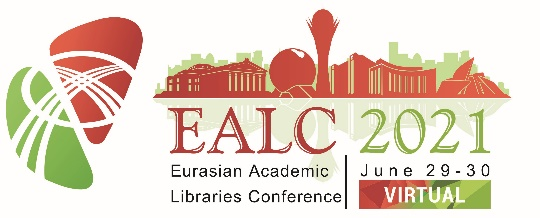 EALC 2021
Eurasian Academic
Libraries Conference
June 29-30
VIRTUAL